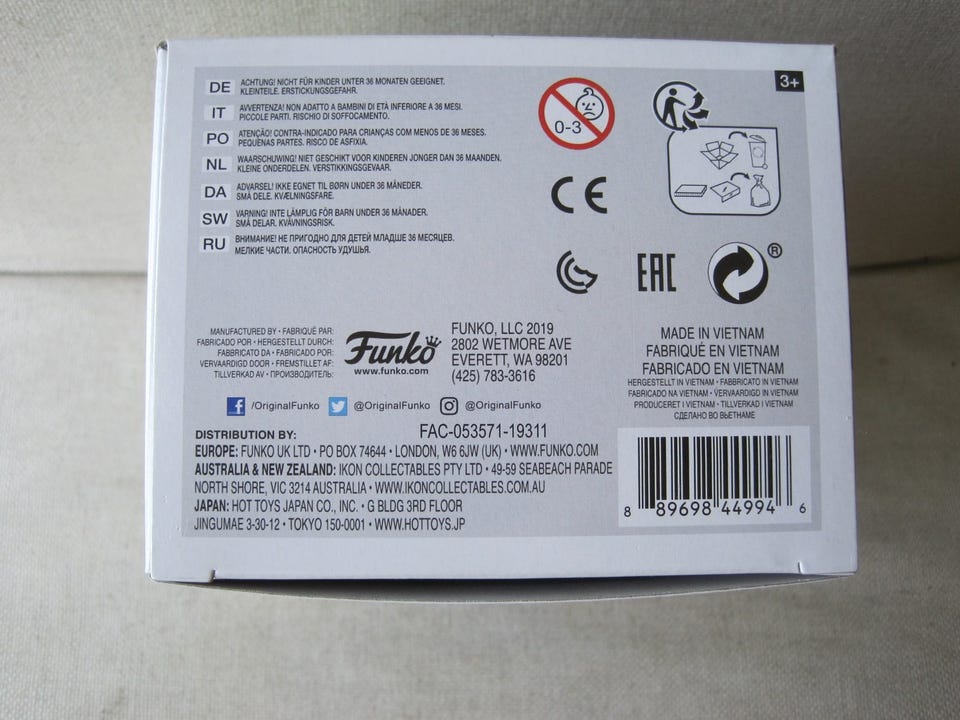 DE ACHTUNG! NICHT FÜR KINDER UNTER 36 MONATEN GEEIGNET.
KLEINTEILE. ERSTICKUNGSGEFAHR.
IT AVVERTENZA! NON ADATTO A BAMBINI DI ETÀ INFERIORE A 36 MESI.
PICCOLE PARTI. RISCHIO DI SOFFOCAMENTO.
PO ATENÇÃO! CONTRA-INDICADO PARA CRIANÇAS COM MENOS DE 36 MESES.
PEQUENAS PARTES. RISCO DE ASFIXIA.
NL WAARSCHUWING! NIET GESCHIKT VOOR KINDEREN JONGER DAN 36 MAANDEN.
KLEINE ONDERDELEN. VERSTIKKINGSGEVAAR.
DA ADVARSEL! IKKE EGNET TIL BØRN UNDER 36 MÅNEDER.
SMÅ DELE. KVÆLNINGSFARE.
SW VARNING! INTE LÄMPLIG FÖR BARN UNDER 36 MÅNADER.
SMÅ DELAR. KVÄVNINGSRISK.
RU ВНИМАНИЕ! НЕ ПРИГОДНО ДЛЯ ДЕТЕЙ МЛАДШЕ 36 МЕСЯЦЕВ.
МЕЛКИЕ ЧАСТИ. ОПАСНОСТЬ УДУШЬЯ.
0-3
3+
CE
EAC
®
MANUFACTURED BY • FABRIQUÉ PAR:
FABRICADO POR • HERGESTELLT DURCH:
FABBRICATO DA • FABRICADO POR:
VERVAARDIGD DOOR • FREMSTILLET AF:
TILLVERKAD AV • ПРОИЗВОДИТЕЛЬ:
Funko
www.funko.com
FUNKO, LLC 2019
2802 WETMORE AVE
EVERETT, WA 98201
(425) 783-3616
MADE IN VIETNAM
FABRIQUÉ EN VIETNAM
FABRICADO EN VIETNAM
HERGESTELLT IN VIETNAM • FABBRICATO IN VIETNAM
FABRICADO NA VIETNAM • VERVAARDIGD IN VIETNAM
PRODUCERET I VIETNAM • TILLVERKAD I VIETNAM
СДЕЛАНО ВО ВЬЕТНАМЕ
/OriginalFunko @OriginalFunko @OriginalFunko
FAC-053571-19311
DISTRIBUTION BY:
EUROPE: FUNKO UK LTD • PO BOX 74644 • LONDON, W6 6JW (UK) • WWW.FUNKO.COM
AUSTRALIA & NEW ZEALAND: IKON COLLECTABLES PTY LTD • 49-59 SEABEACH PARADE
NORTH SHORE, VIC 3214 AUSTRALIA • WWW.IKONCOLLECTABLES.COM.AU
JAPAN: HOT TOYS JAPAN CO., INC. • G BLDG 3RD FLOOR
JINGUMAE 3-30-12 • TOKYO 150-0001 • WWW.HOTTOYS.JP
8 89698 44994 6